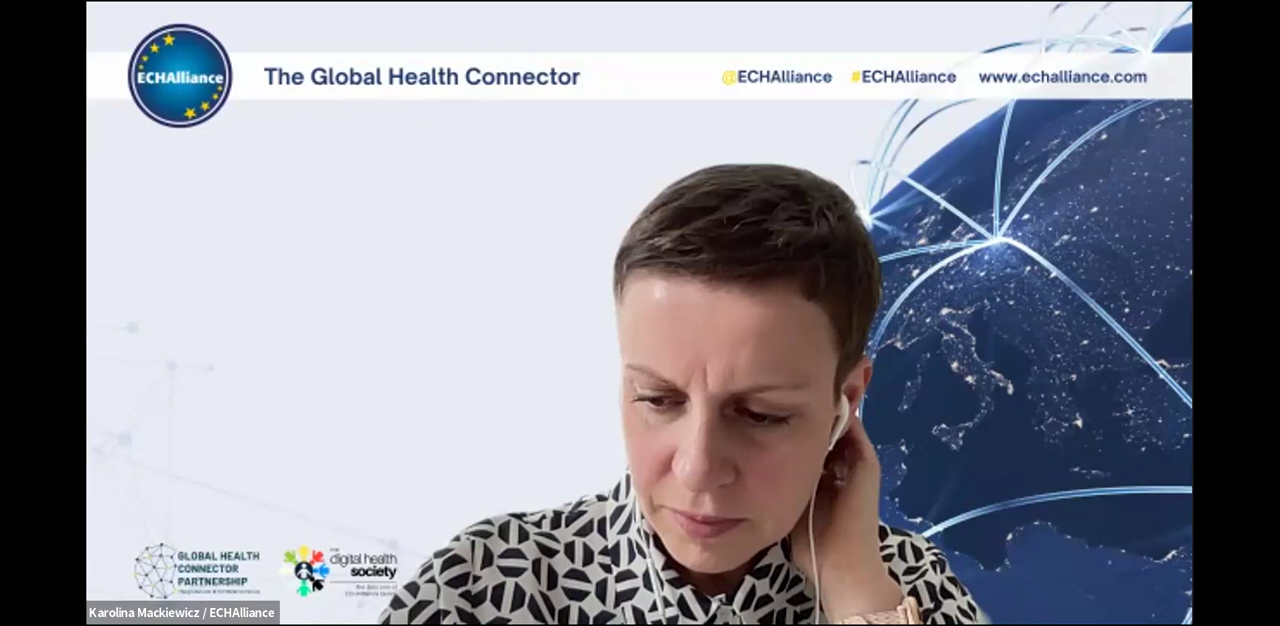 ECHAlliance
The Global Health Connector
@ECHAlliance #ECHAlliance www.echalliance.com
GLOBAL HEALTH
CONNECTOR
PARTNERSHIP
digital health
society
Karolina Mackiewicz / ECHAlliance